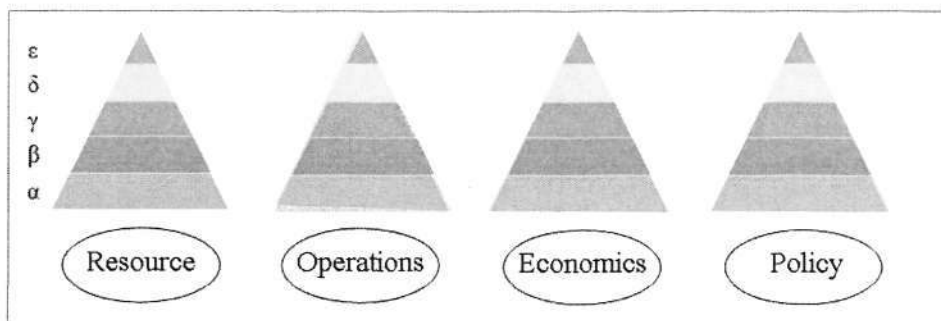 ε
δ
γ
β
α
Resource Operations Economics Policy